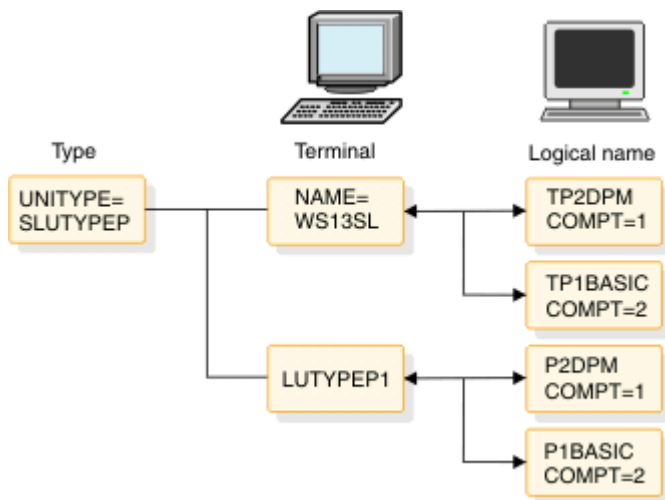 Type
Terminal
Logical name
UNITYPE=
SLUTYPEP
NAME=
WS13SL
TP2DPM
COMPT=1
TP1BASIC
COMPT=2
LUTYPEP1
P2DPM
COMPT=1
P1BASIC
COMPT=2